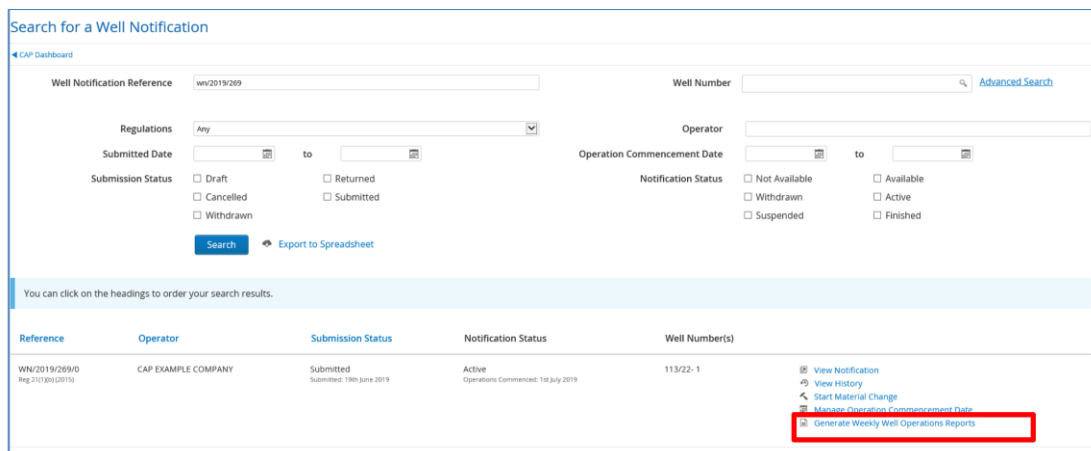 Search for a Well Notification
CAP Dashboard
Well Notification Reference wn/2019/269 Well Number Advanced Search
Regulations Any Operator
Submitted Date to Operation Commencement Date to
Submission Status Draft Returned Notification Status Not Available Available
Cancelled Submitted Withdrawn Active
Withdrawn Suspended Finished
Search Export to Spreadsheet
You can click on the headings to order your search results.
Reference Operator Submission Status Notification Status Well Number(s)
WN/2019/269/0 CAP EXAMPLE COMPANY Submitted Active 113/22- 1 View Notification
Reg 21(1)(b) (2015) Submitted: 19th June 2019 Operations Commenced: 1st July 2019
View History
Start Material Change
Manage Operation Commencement Date
Generate Weekly Well Operations Reports